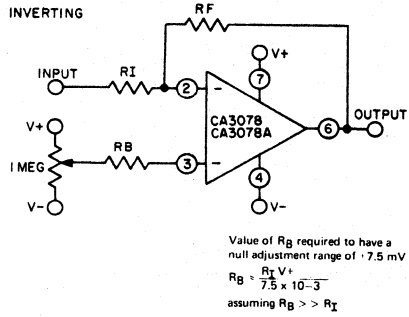 INVERTING
RF
V+
7
INPUT
RI
2
−
CA3078
CA3078A
6
OUTPUT
V+
1 MEG
RB
3
−
4
V−
V−
Value of RB required to have a
null adjustment range of · 7.5 mV
RB = RI V+
7.5 x 10−3
assuming RB > > RI